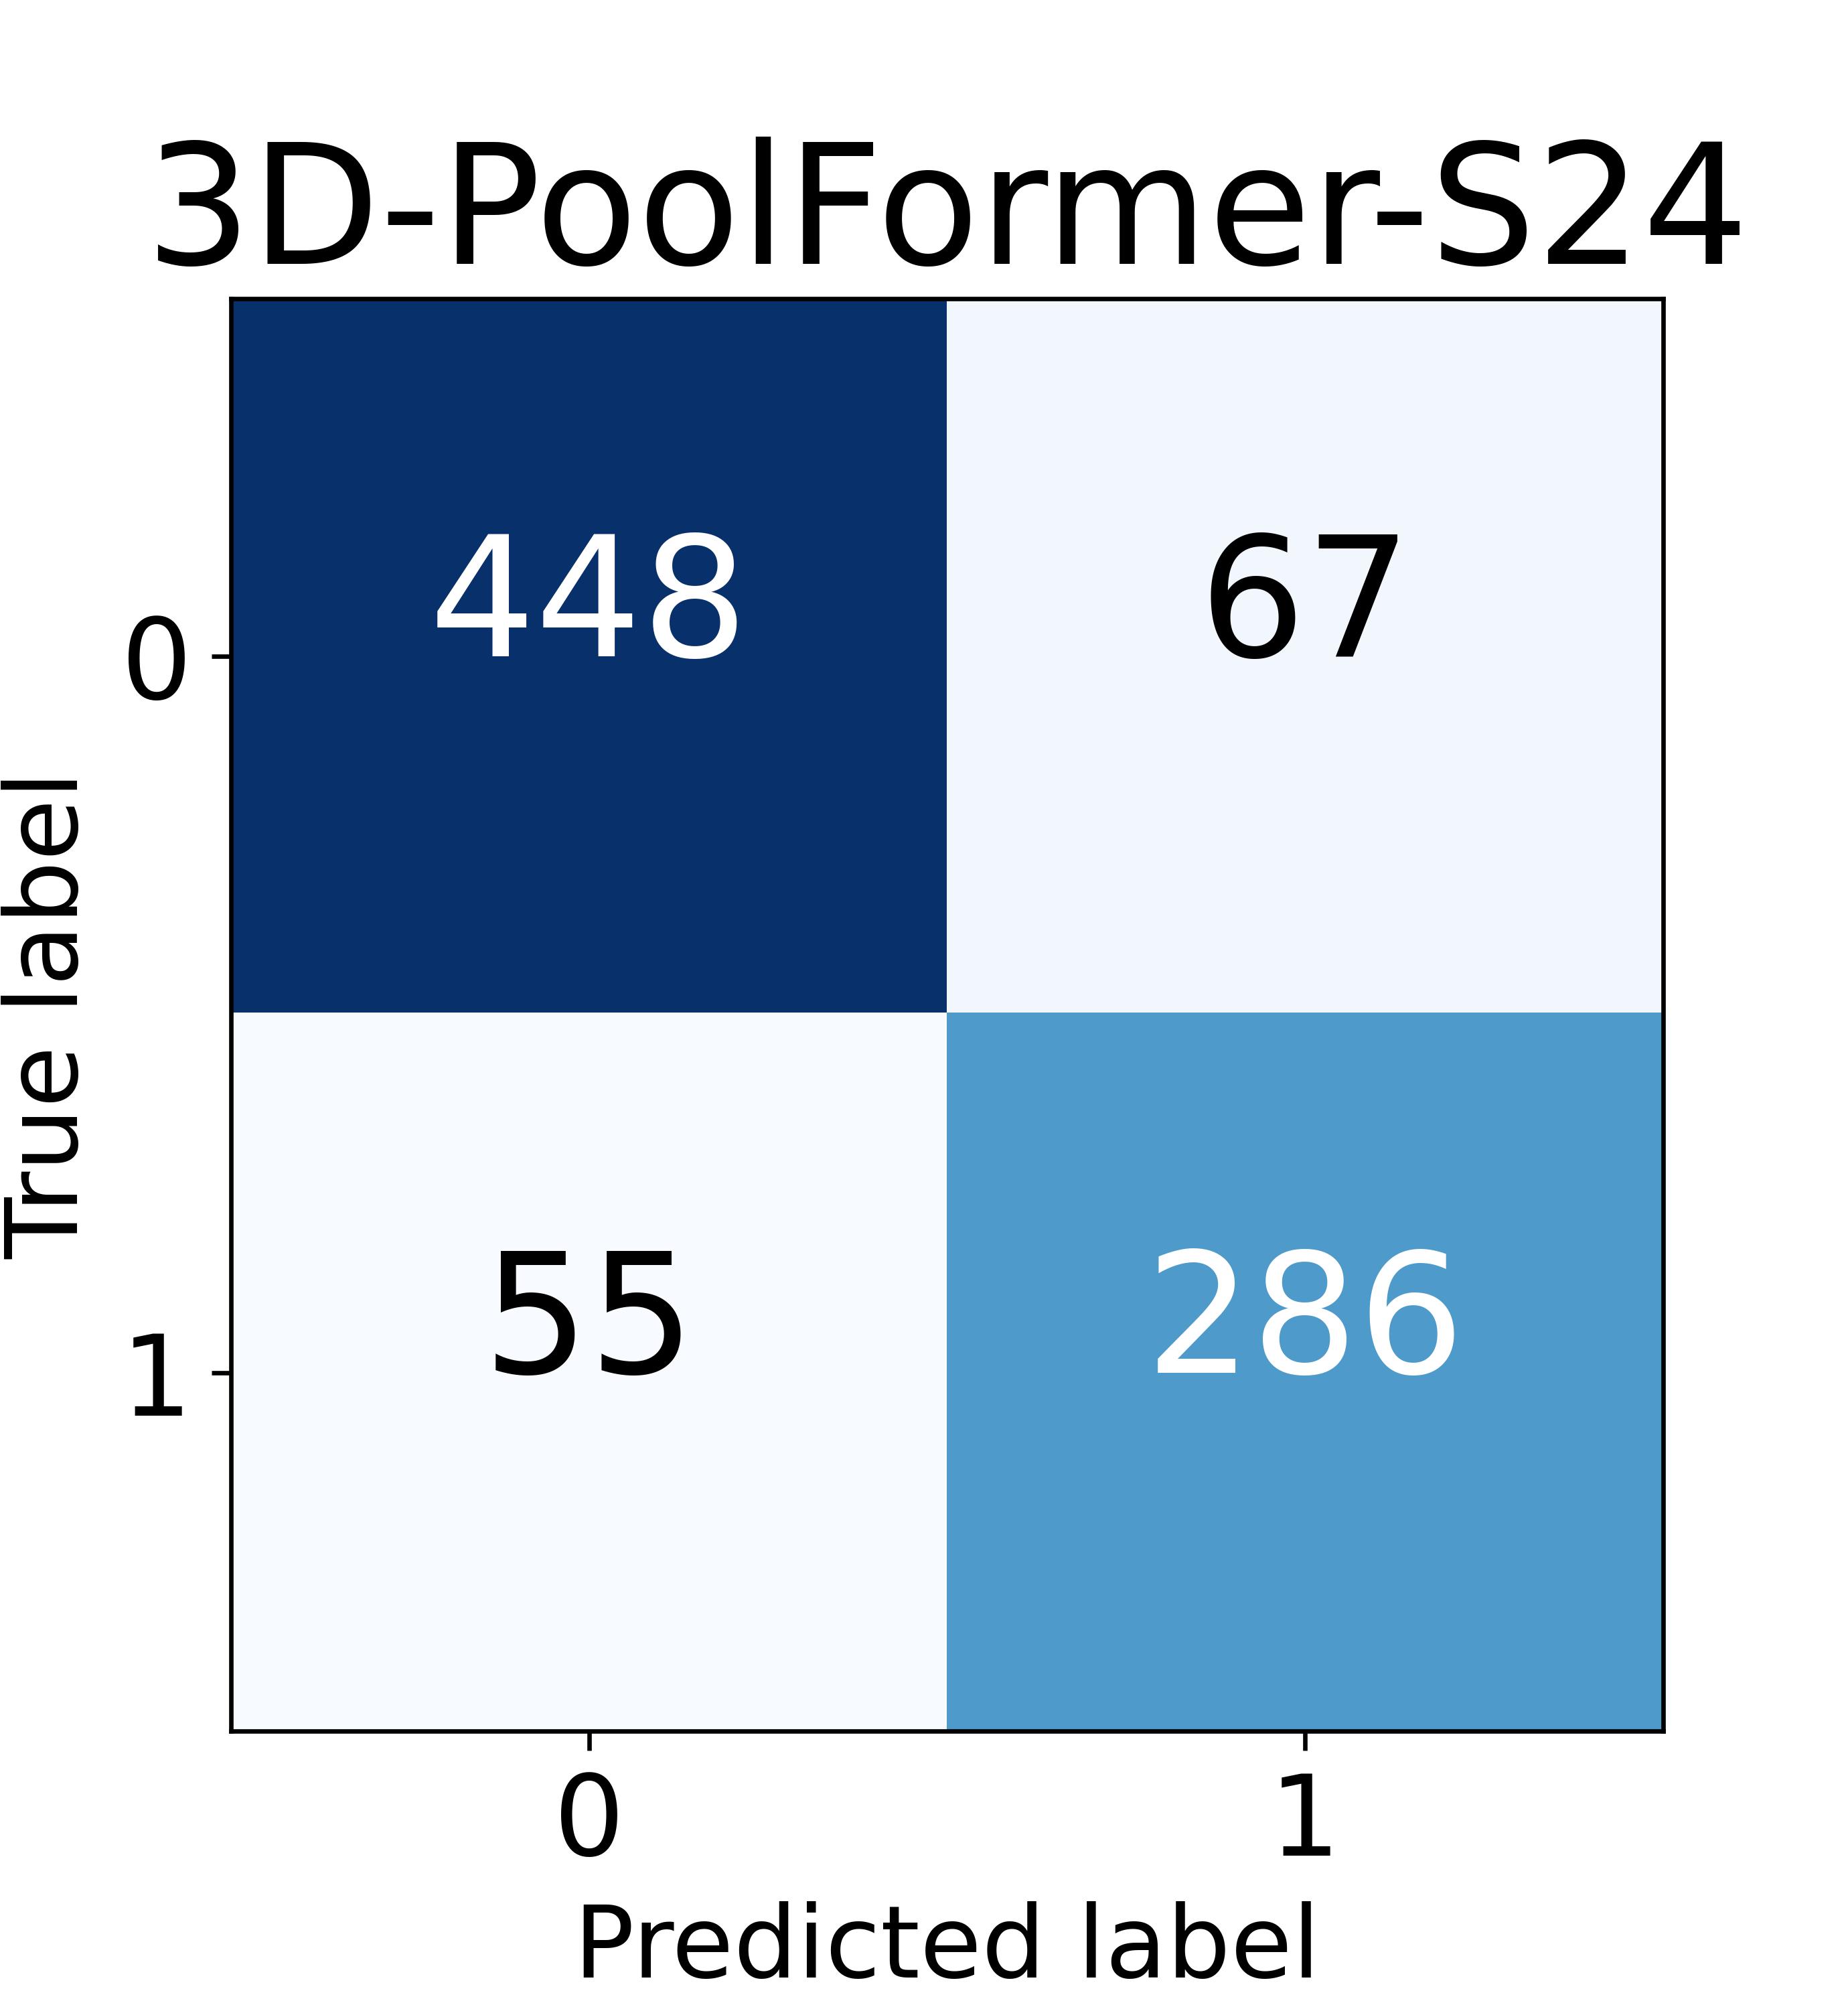 3D-PoolFormer-S24
448 67
0
True label
55 286
1
0 1
Predicted label